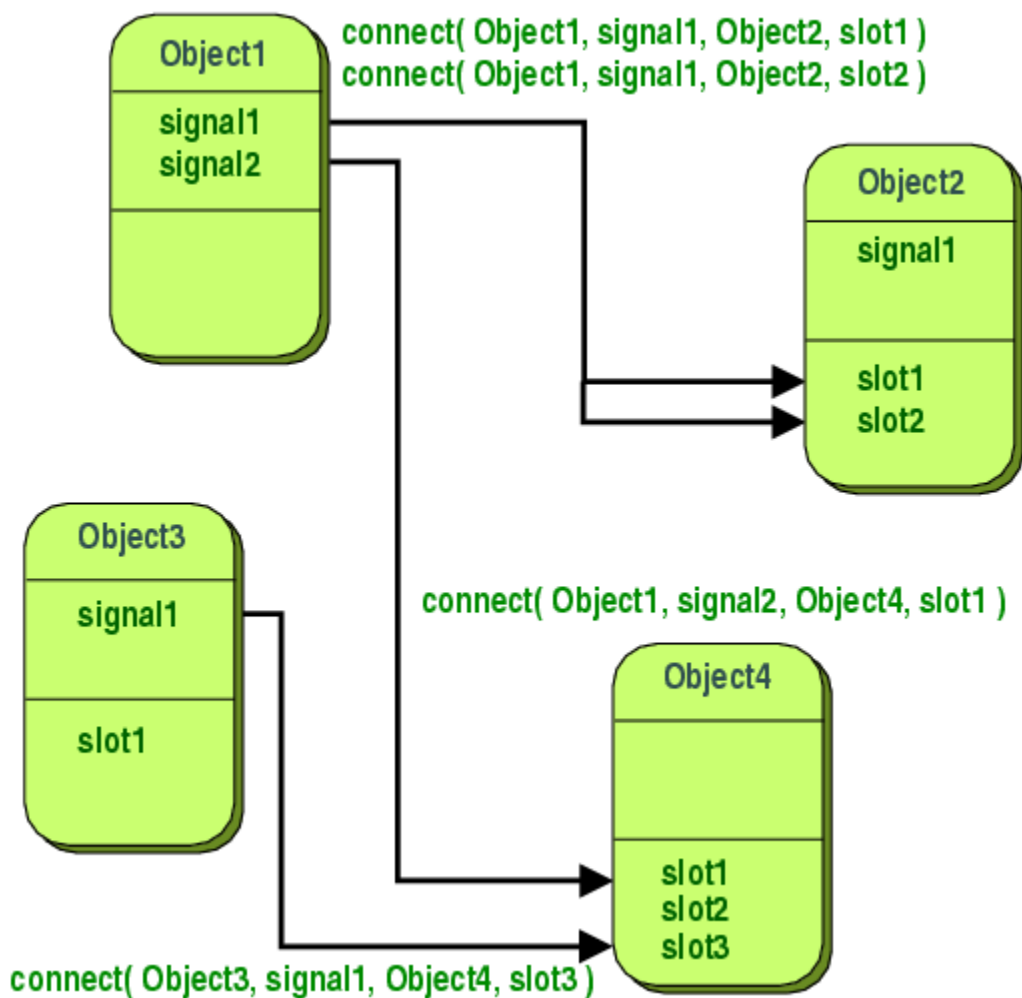 Object1
connect( Object1, signal1, Object2, slot1 )
connect( Object1, signal1, Object2, slot2 )
signal1
signal2
Object2
signal1
slot1
slot2
Object3
signal1
slot1
connect( Object1, signal2, Object4, slot1 )
Object4
slot1
slot2
slot3
connect( Object3, signal1, Object4, slot3 )